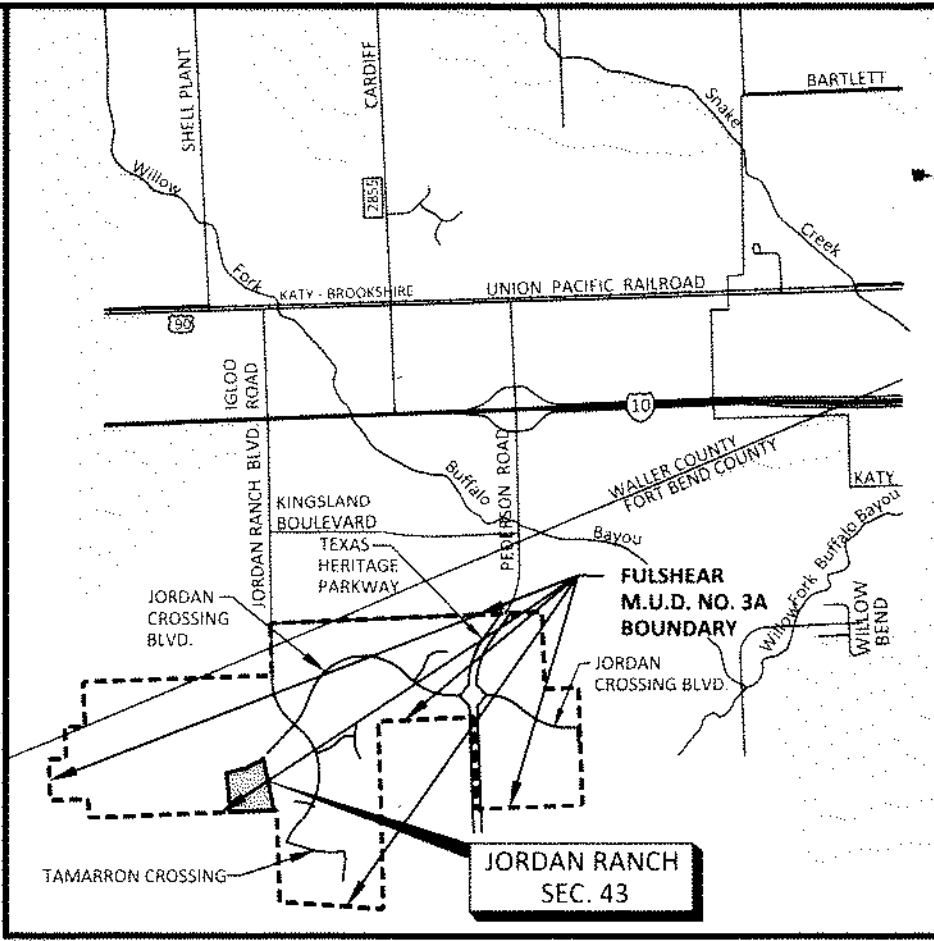 SHELL PLANT
CARDIFF
BARTLETT
Snake
Willow
2855
W
Creek
Fork
KATY - BROOKSHIRE
UNION PACIFIC RAILROAD
90
IGLOO
ROAD
10
JORDAN RANCH BLVD.
PEDERSON ROAD
WALLER COUNTY
FORT BEND COUNTY
KATY
Buffalo
KINGSLAND
BOULEVARD
Bayou
TEXAS
HERITAGE
PARKWAY
Willow Fork Buffalo Bayou
JORDAN
CROSSING
BLVD.
FULSHEAR
M.U.D. NO. 3A
BOUNDARY
WILLOW
BEND
JORDAN
CROSSING BLVD.
TAMARRON CROSSING
JORDAN RANCH
SEC. 43